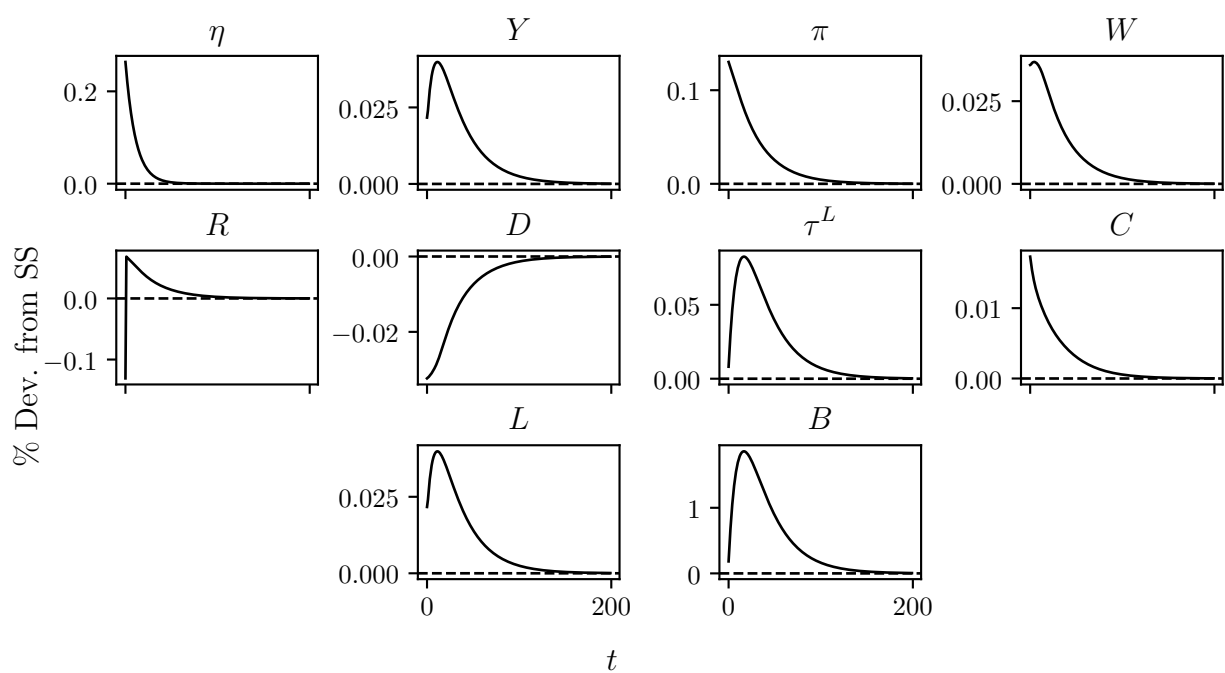 η Y π W
0.2 0.025 0.1 0.025
0.0 0.000 0.0 0.000
R D τ^L C
0.0 0.00 0.05 0.01
−0.1 −0.02 0.00 0.00
% Dev. from SS
L B
0.025 1
0.000 0
0 200 0 200
t